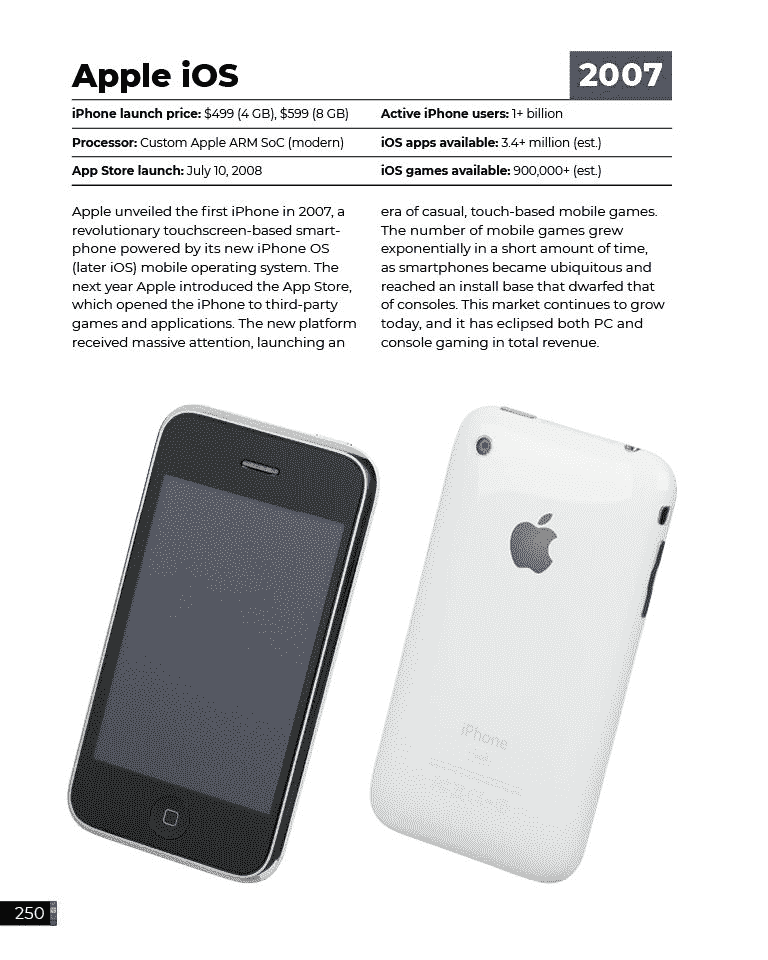 Apple iOS
2007
iPhone launch price: $499 (4 GB), $599 (8 GB)
Active iPhone users: 1+ billion
Processor: Custom Apple ARM SoC (modern)
iOS apps available: 3.4+ million (est.)
App Store launch: July 10, 2008
iOS games available: 900,000+ (est.)
Apple unveiled the first iPhone in 2007, a
revolutionary touchscreen-based smart-
phone powered by its new iPhone OS
(later iOS) mobile operating system. The
next year Apple introduced the App Store,
which opened the iPhone to third-party
games and applications. The new platform
received massive attention, launching an
era of casual, touch-based mobile games.
The number of mobile games grew
exponentially in a short amount of time,
as smartphones became ubiquitous and
reached an install base that dwarfed that
of consoles. This market continues to grow
today, and it has eclipsed both PC and
console gaming in total revenue.
iPhone
250